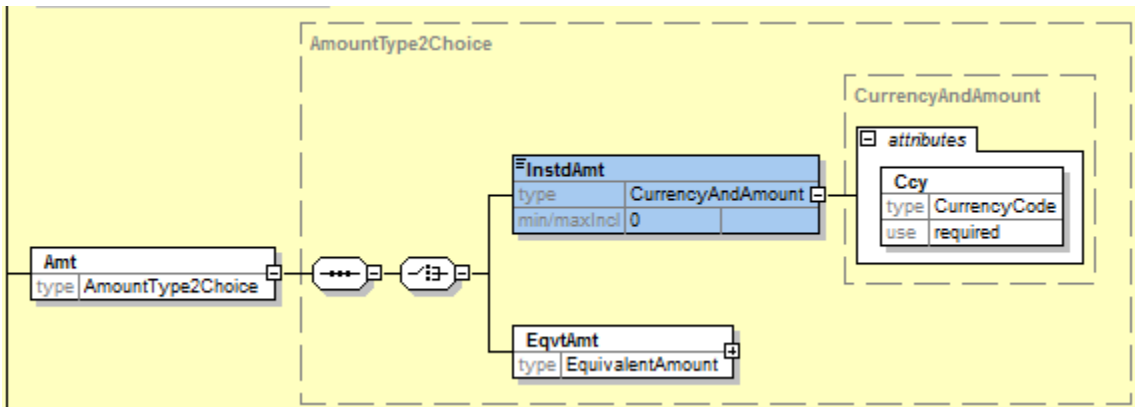 AmountType2Choice
CurrencyAndAmount
attributes
InstdAmt
type CurrencyAndAmount
min/maxIncl 0
Ccy
type CurrencyCode
use required
Amt
type AmountType2Choice
EqvtAmt
type EquivalentAmount